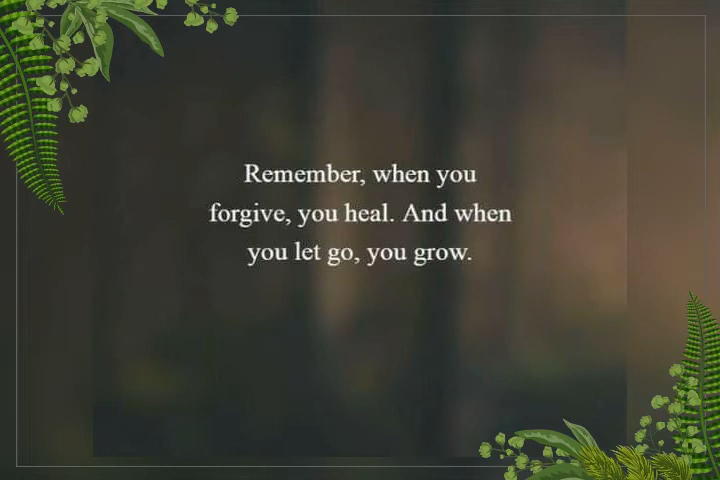 Remember, when you
forgive, you heal. And when
you let go, you grow.